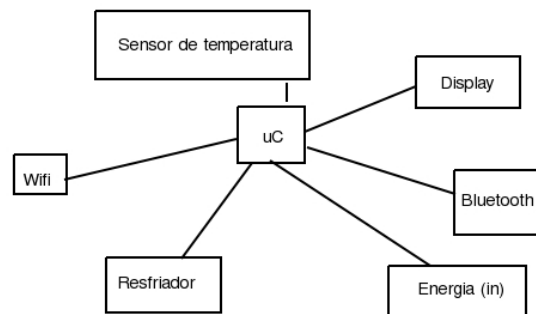 Sensor de temperatura
Display
uC
Wifi
Bluetooth
Resfriador
Energia (in)